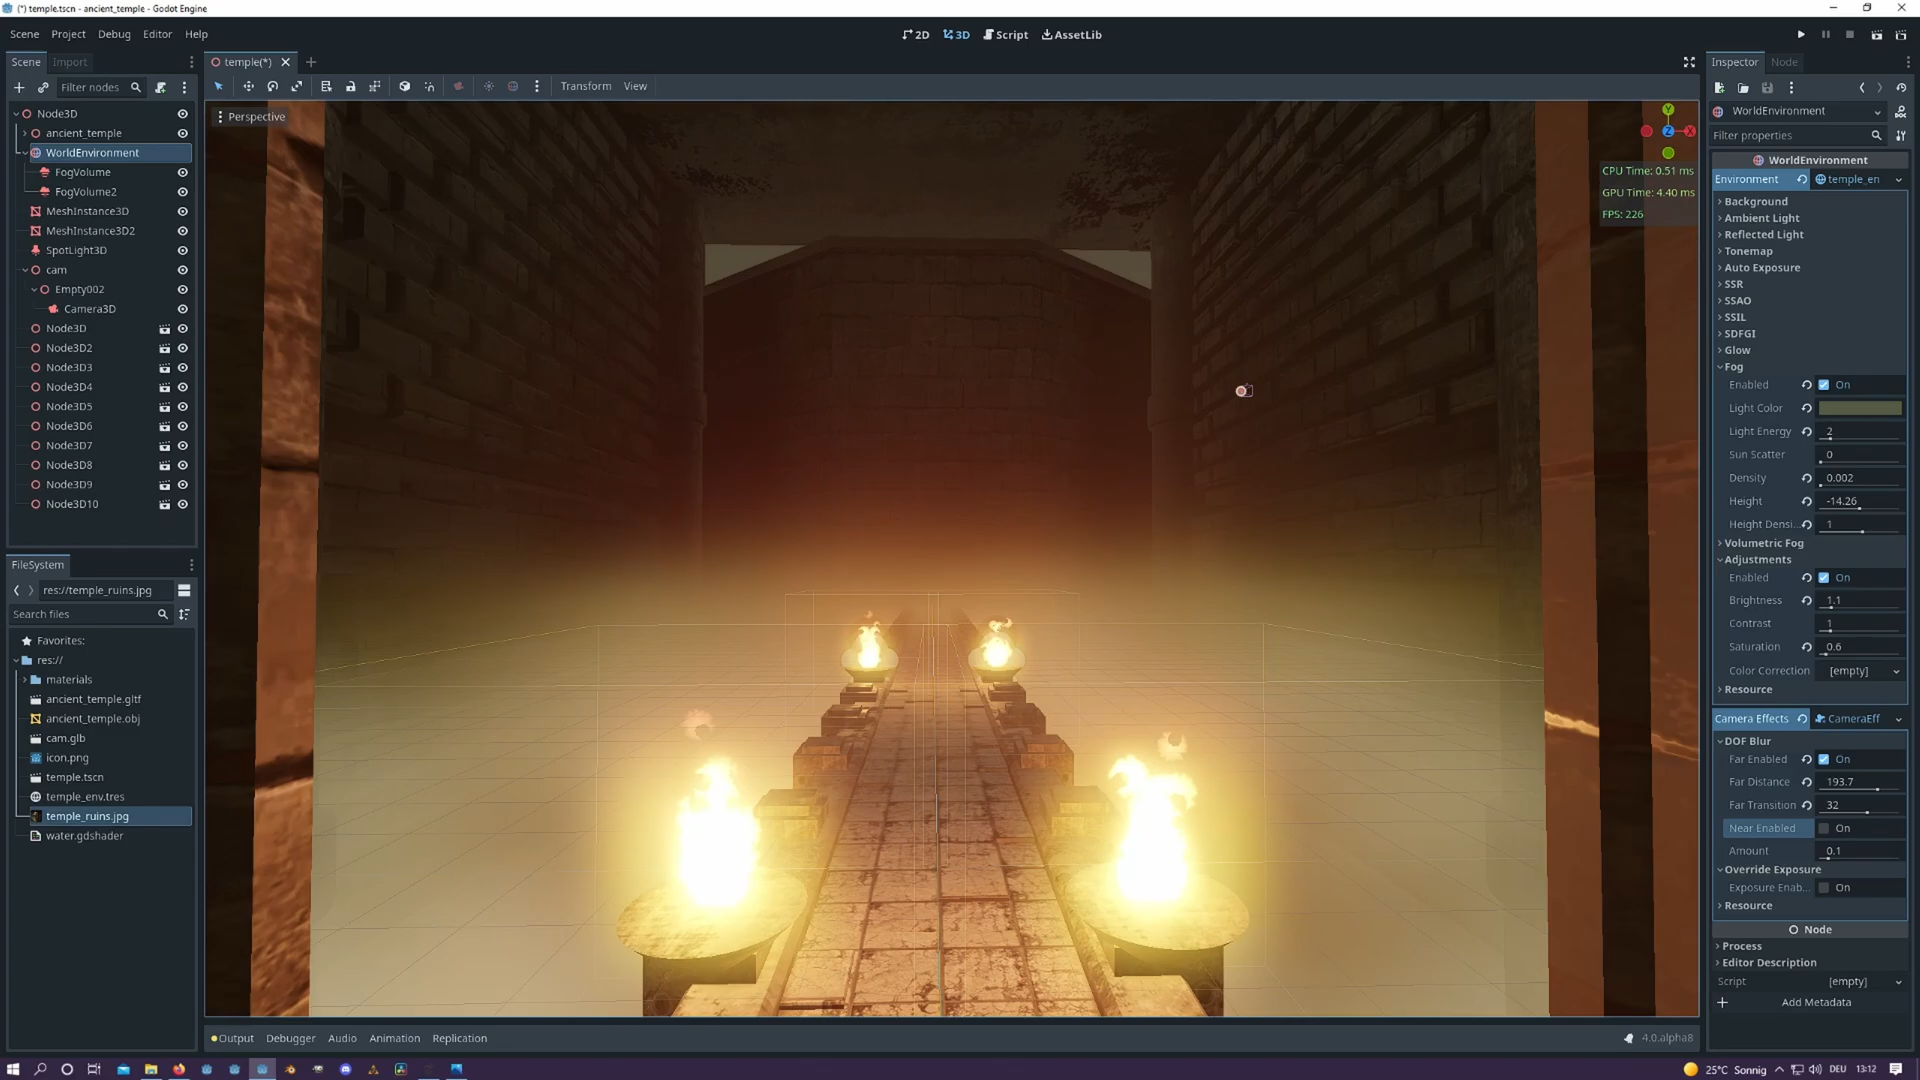 (*) temple.tscn - ancient_temple - Godot Engine
Scene Project Debug Editor Help
2D 3D Script AssetLib
Scene Import
temple(*)
Inspector Node
Filter nodes
Transform View
Node3D
ancient_temple
WorldEnvironment
FogVolume
FogVolume2
MeshInstance3D
MeshInstance3D2
SpotLight3D
cam
Empty002
Camera3D
Node3D
Node3D2
Node3D3
Node3D4
Node3D5
Node3D6
Node3D7
Node3D8
Node3D9
Node3D10
FileSystem
res://temple_ruins.jpg
Search files
Favorites:
res://
materials
ancient_temple.gltf
ancient_temple.obj
cam.glb
icon.png
temple.tscn
temple_env.tres
temple_ruins.jpg
water.gdshader
Perspective
Y
Z X
CPU Time: 0.51 ms
GPU Time: 4.40 ms
FPS: 226
Output Debugger Audio Animation Replication
4.0.alpha8
WorldEnvironment
Filter properties
WorldEnvironment
Environment temple_en
Background
Ambient Light
Reflected Light
Tonemap
Auto Exposure
SSR
SSAO
SSIL
SDFGI
Glow
Fog
Enabled On
Light Color
Light Energy 2
Sun Scatter 0
Density 0.002
Height -14.26
Height Densi... 1
Volumetric Fog
Adjustments
Enabled On
Brightness 1.1
Contrast 1
Saturation 0.6
Color Correction [empty]
Resource
Camera Effects CameraEff
DOF Blur
Far Enabled On
Far Distance 193.7
Far Transition 32
Near Enabled On
Amount 0.1
Override Exposure
Exposure Enab... On
Resource
Node
Process
Editor Description
Script [empty]
Add Metadata
25°C Sonnig DEU 13:12